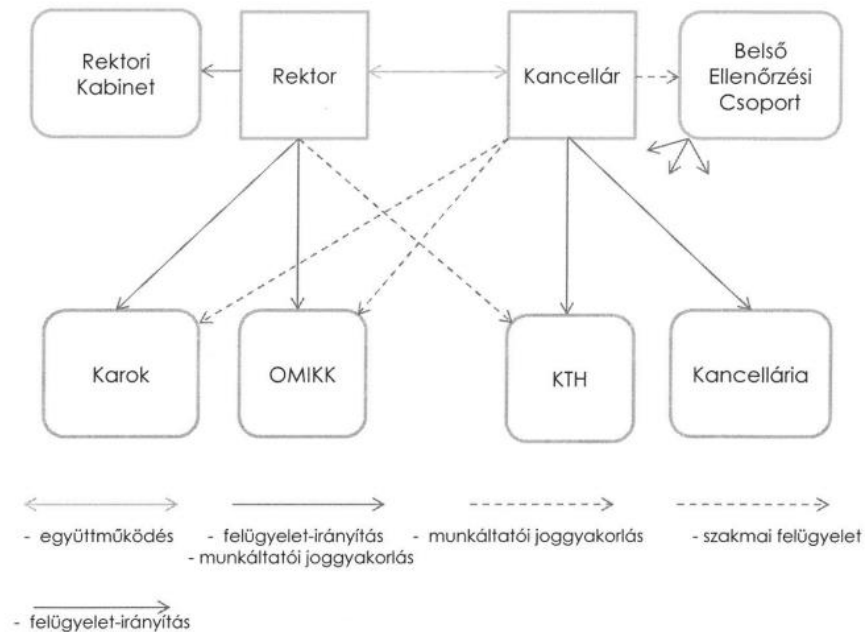 Rektori
Kabinet
Rektor
Kancellár
Belső
Ellenőrzési
Csoport
Karok
OMIKK
KTH
Kancellária
- együttműködés
- felügyelet-irányítás
- munkáltatói joggyakorlás
- munkáltatói joggyakorlás
- szakmai felügyelet
- felügyelet-irányítás